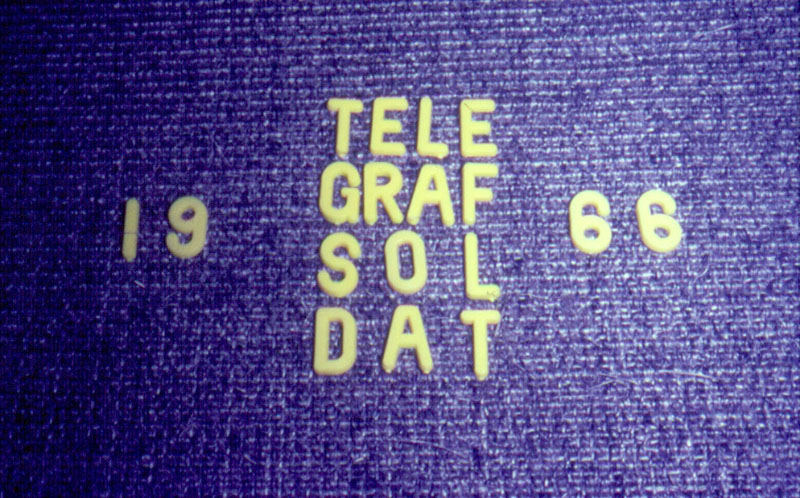 TELE
GRAF
19 66
SOL
DAT